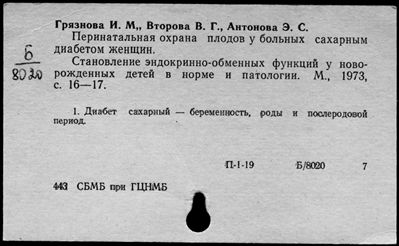 Грязнова И. М., Второва В. Г., Антонова Э. С.
Перинатальная охрана плодов у больных сахарным
диабетом женщин.
Становление эндокринно-обменных функций у ново-
рожденных детей в норме и патологии. М., 1973,
с. 16—17.
Б
8020
1. Диабет сахарный — беременность, роды и послеродовой
период.
П-1-19 Б/8020 7
443 СБМБ при ГЦНМБ